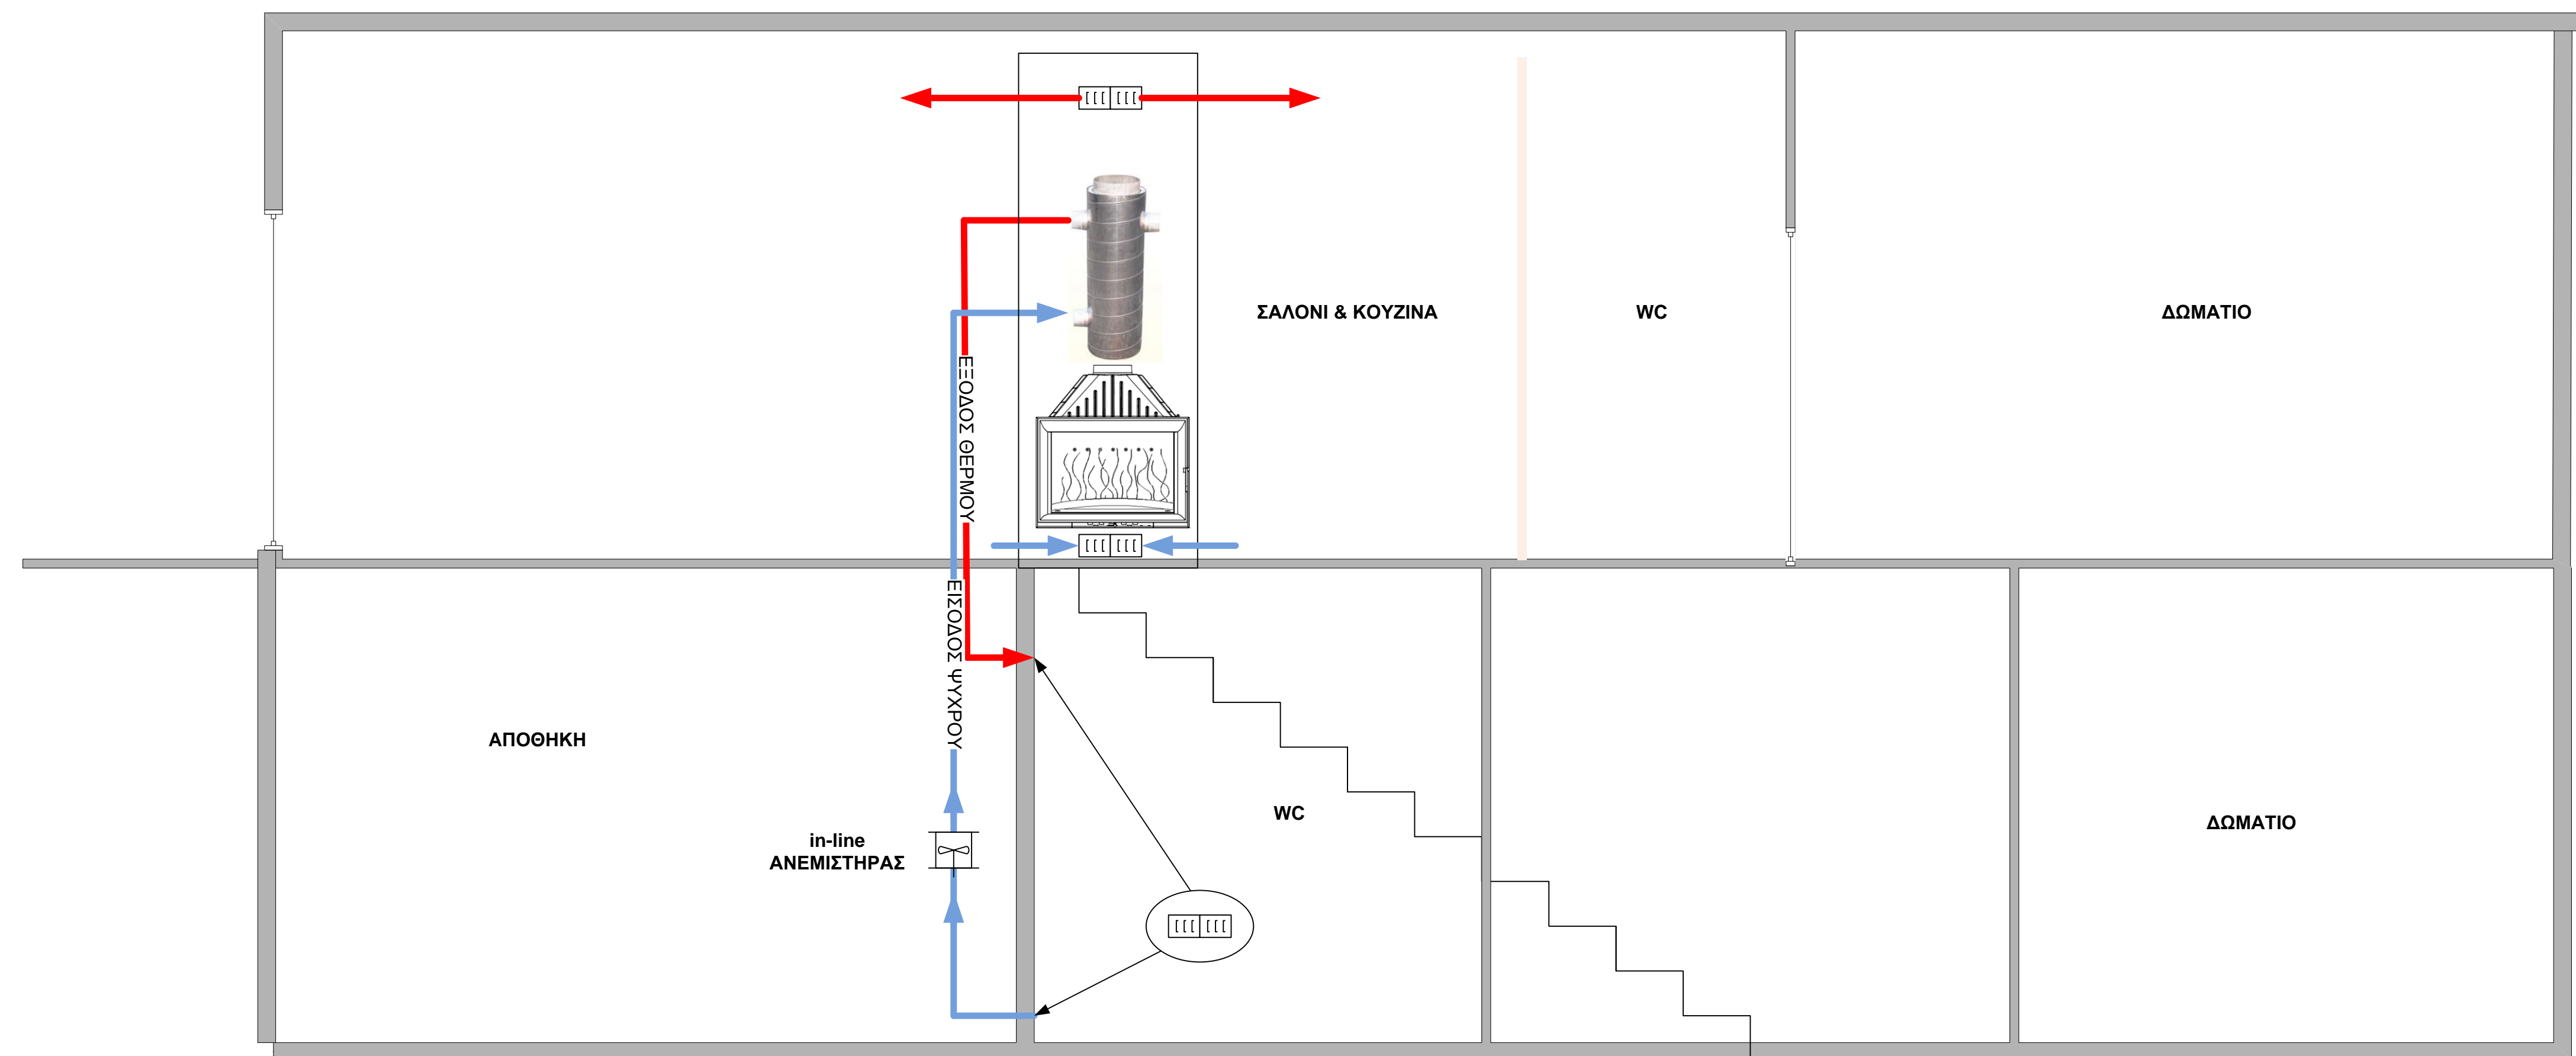 ΣΑΛΟΝΙ & ΚΟΥΖΙΝΑ
WC
ΔΩΜΑΤΙΟ
ΕΞΟΔΟΣ ΘΕΡΜΟΥ
ΕΙΣΟΔΟΣ ΨΥΧΡΟΥ
ΑΠΟΘΗΚΗ
in-line
ΑΝΕΜΙΣΤΗΡΑΣ
WC
ΔΩΜΑΤΙΟ